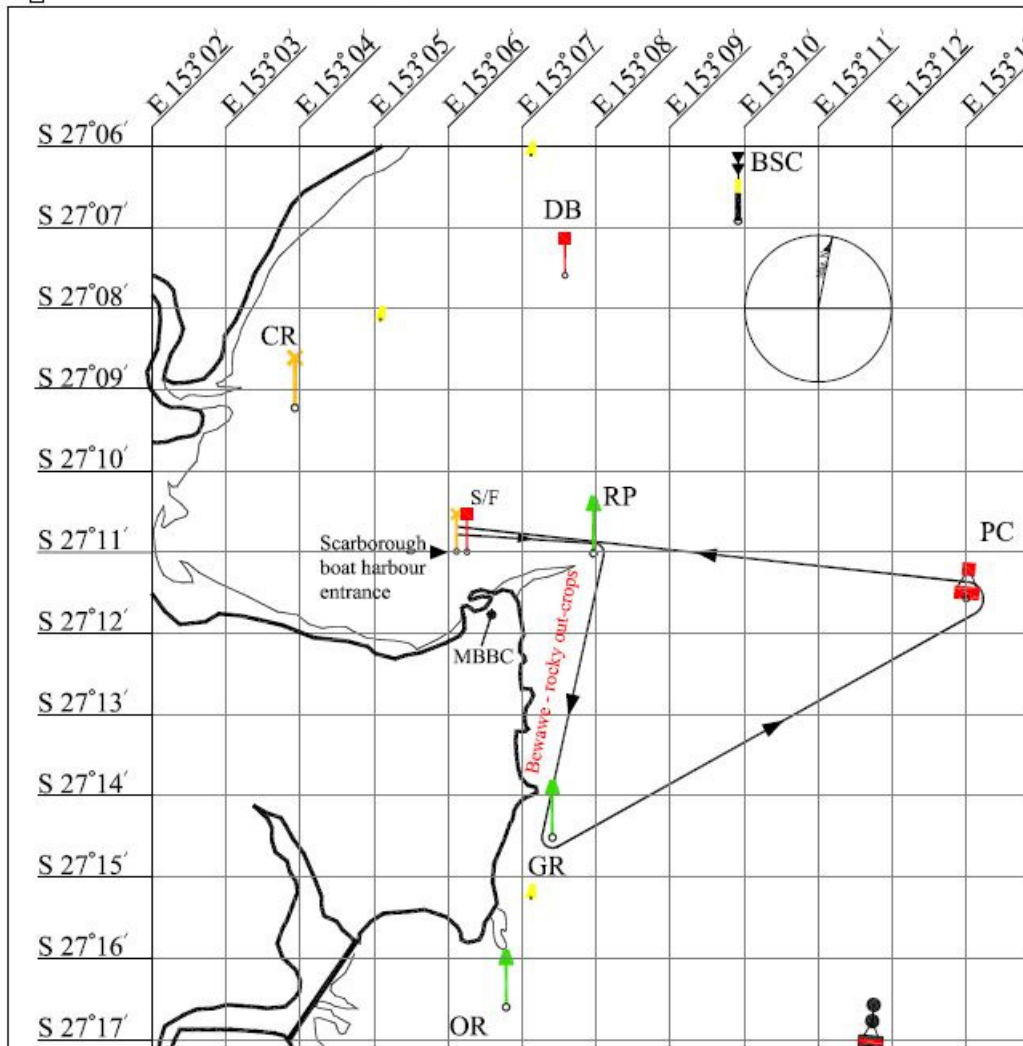 E 153°02′
E 153°03′
E 153°04′
E 153°05′
E 153°06′
E 153°07′
E 153°08′
E 153°09′
E 153°10′
E 153°11′
E 153°12′
S 27°06′
BSC
DB
S 27°07′
S 27°08′
CR
S 27°09′
S 27°10′
S/F
RP
S 27°11′
Scarborough
boat harbour
entrance
PC
S 27°12′
MBBC
Bewawe - rocky out-crops
S 27°13′
S 27°14′
GR
S 27°15′
S 27°16′
OR
S 27°17′